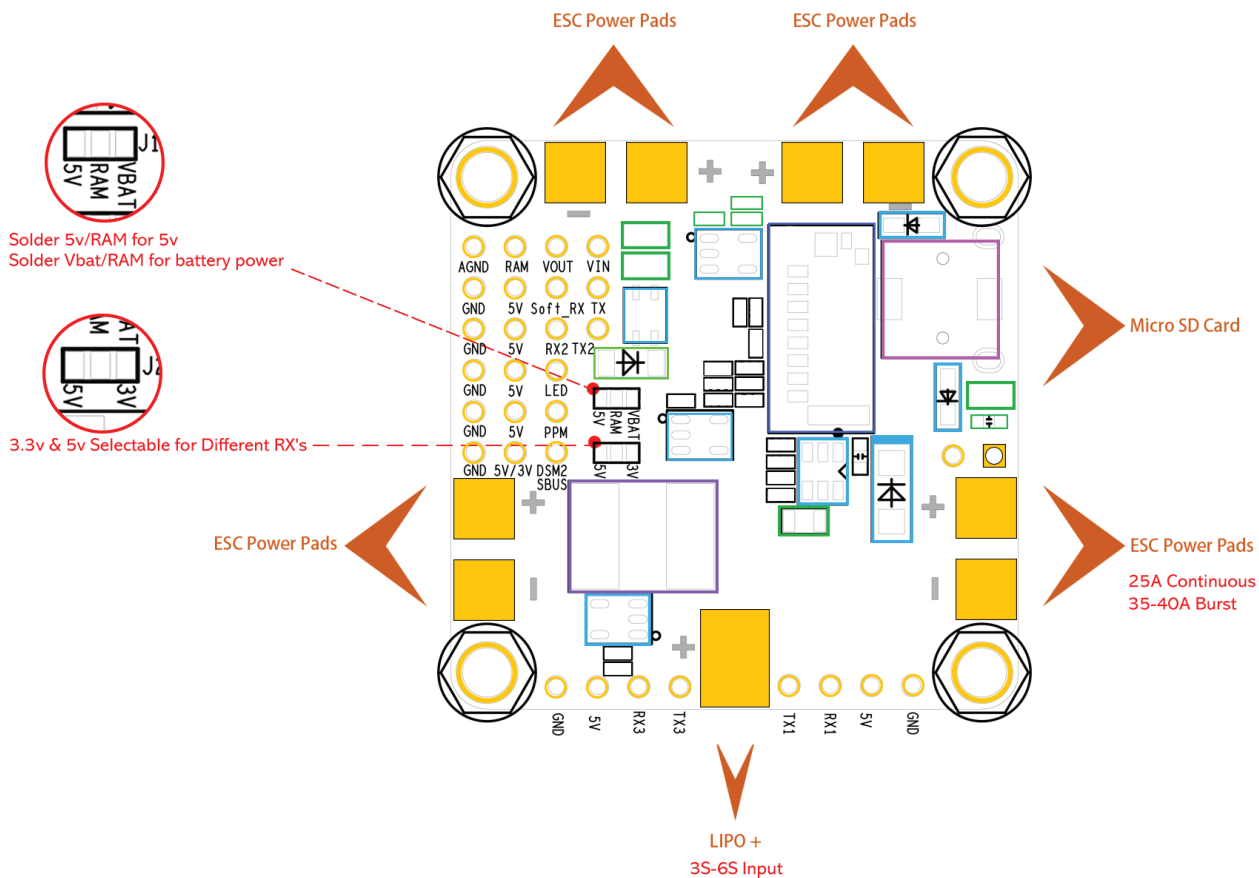 ESC Power Pads
ESC Power Pads
J1
5V
RAM
VBAT
Solder 5v/RAM for 5v
Solder Vbat/RAM for battery power
AM
AT
J2
5V
3V
3.3v & 5v Selectable for Different RX's
AGND RAM VOUT VIN
GND 5V Soft_RX TX
GND 5V RX2 TX2
GND 5V LED
GND 5V PPM
GND 5V/3V DSM2
SBUS
5V
RAM
VBAT
5V
3V
+ +
- -
Micro SD Card
ESC Power Pads
+
-
+
-
ESC Power Pads
25A Continuous
35-40A Burst
+
GND 5V RX3 TX3 TX1 RX1 5V GND
LIPO +
3S-6S Input